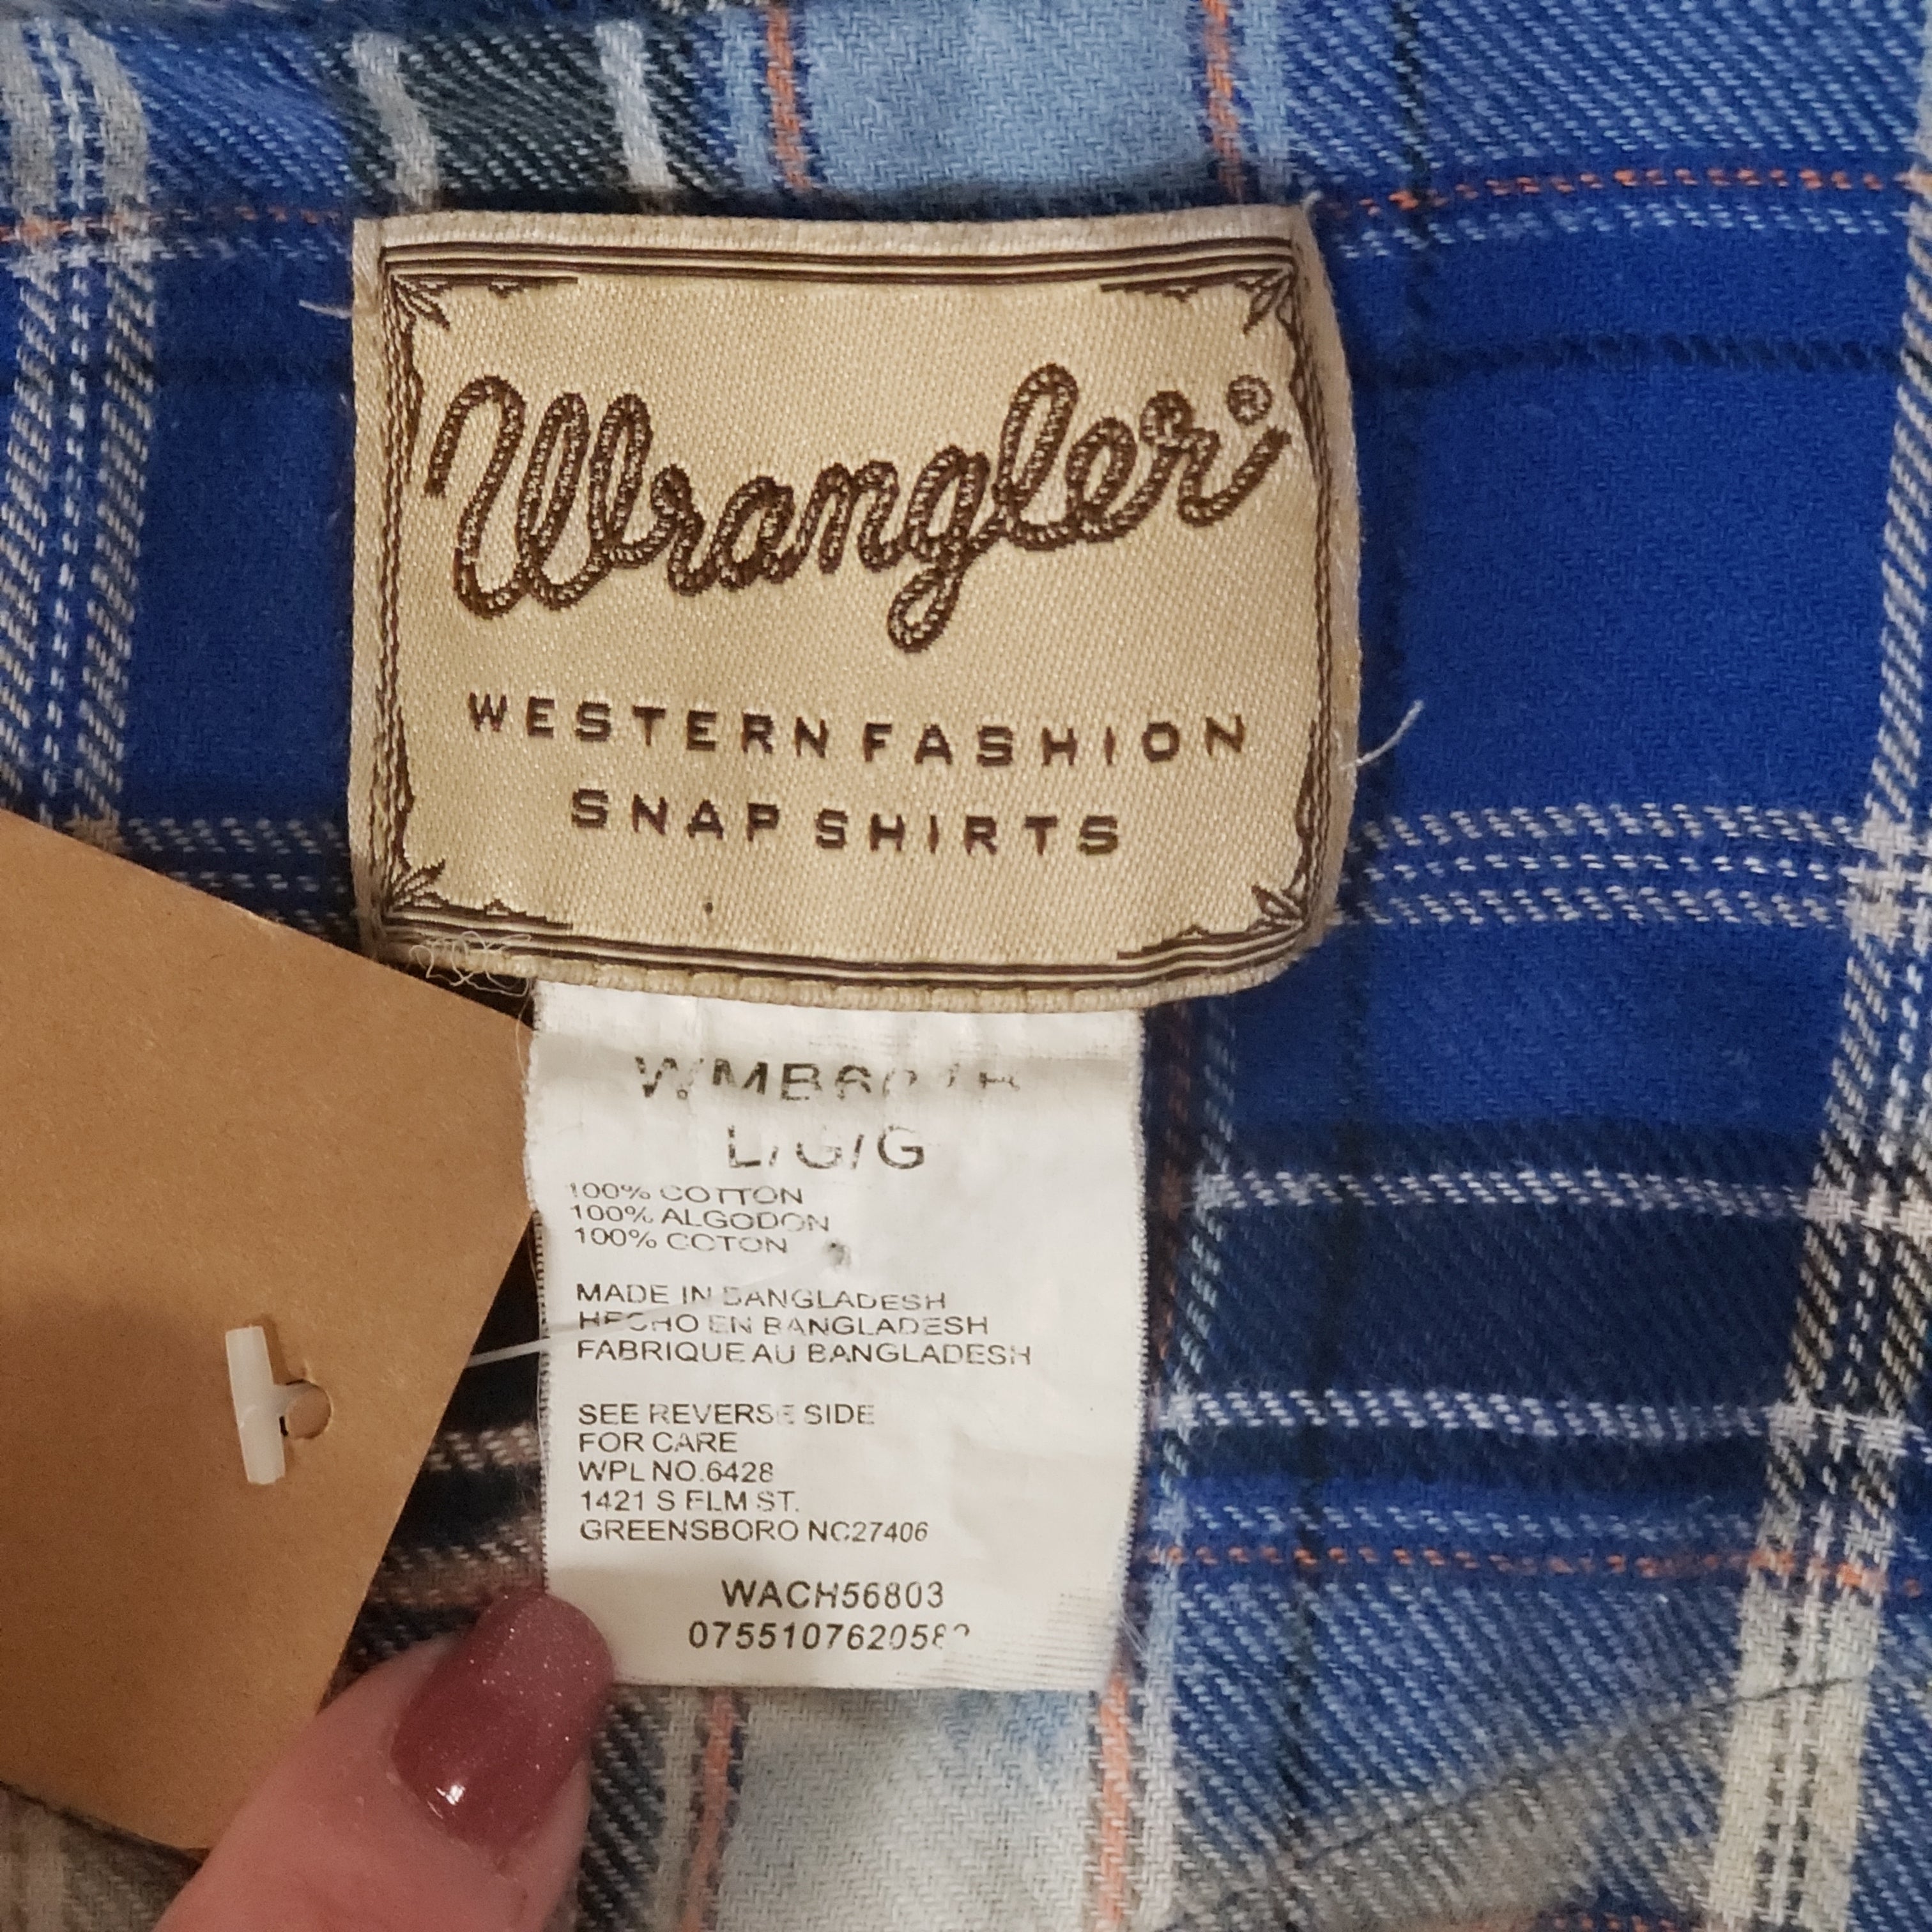 Wrangler®
WESTERN FASHION
SNAP SHIRTS
L/G/G
100% COTTON
100% ALGODON
100% COTON
MADE IN BANGLADESH
HECHO EN BANGLADESH
FABRIQUE AU BANGLADESH
SEE REVERSE SIDE
FOR CARE
WPL NO.6428
1421 S ELM ST.
GREENSBORO NC27406
WACH56803